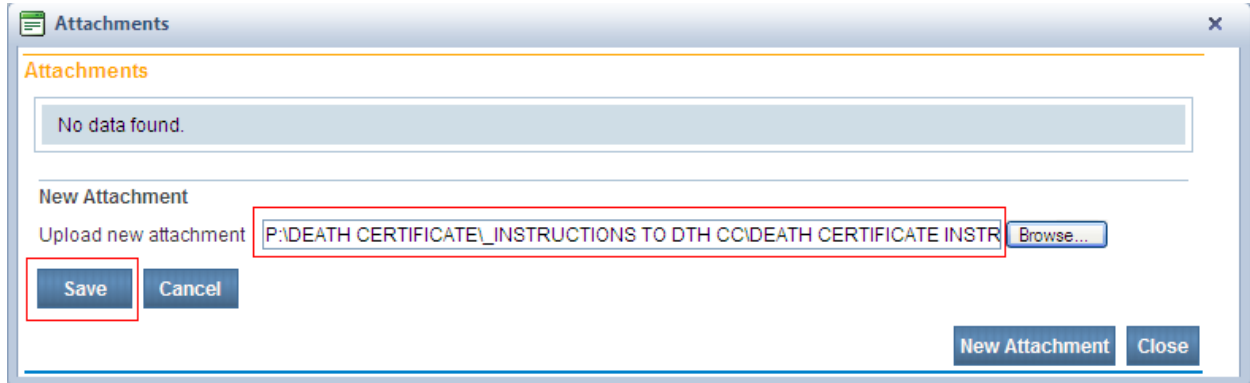 Attachments
Attachments
No data found.
New Attachment
Upload new attachment P:\DEATH CERTIFICATE\_INSTRUCTIONS TO DTH CC\DEATH CERTIFICATE INSTR Browse...
Save Cancel
New Attachment Close